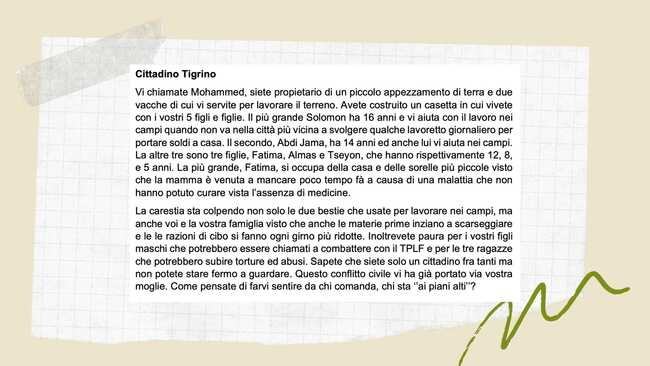 Cittadino Tigrino
Vi chiamate Mohammed, siete propietario di un piccolo appezzamento di terra e due
vacche di cui vi servite per lavorare il terreno. Avete costruito un casetta in cui vivete
con i vostri 5 figli e figlie. Il più grande Solomon ha 16 anni e vi aiuta con il lavoro nei
campi quando non va nella città più vícina a svolgere qualche lavoretto giornaliero per
portare soldi a casa. Il secondo, Abdi Jama, ha 14 anni ed anche lui vi aiuta nei campi.
La altre tre sono tre figlie, Fatima, Almas e Tseyon, che hanno rispettivamente 12, 8,
e 5 anni. La più grande, Fatima, si occupa della casa e delle sorelle più piccole visto
che la mamma è venuta a mancare poco tempo fà a causa di una malattia che non
hanno potuto curare vista l'assenza di medicine.
La carestia sta colpendo non solo le due bestie che usate per lavorare nei campi, ma
anche voi e la vostra famiglia visto che anche le materie prime inziano a scarseggiare
e le le razioni di cibo si fanno ogni girno più ridotte. Inoltrevete paura per i vostri figli
maschi che potrebbero essere chiamati a combattere con il TPLF e per le tre ragazze
che potrebbero subire torture ed abusi. Sapete che siete solo un cittadino fra tanti ma
non potete stare fermo a guardare. Questo conflitto civile vi ha già portato via vostra
moglie. Come pensate di farvi sentire da chi comanda, chi sta ''ai piani alti''?